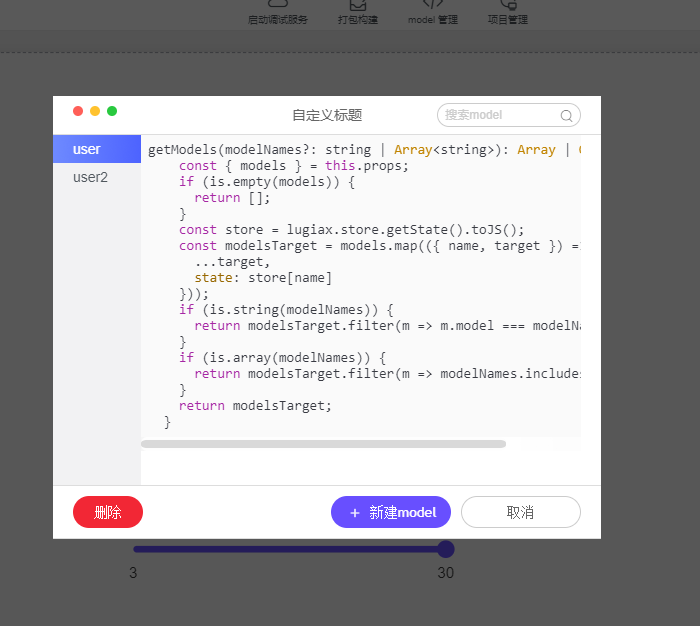 启动调试服务 打包构建 model 管理 项目管理
自定义标题
搜索model
user
user2
getModels(modelNames?: string | Array<string>): Array |
const { models } = this.props;
if (is.empty(models)) {
return [];
}
const store = lugiax.store.getState().toJS();
const modelsTarget = models.map(({ name, target }) =
...target,
state: store[name]
}));
if (is.string(modelNames)) {
return modelsTarget.filter(m => m.model === modelNa
}
if (is.array(modelNames)) {
return modelsTarget.filter(m => modelNames.includes
}
return modelsTarget;
}
删除 + 新建model 取消
3 30